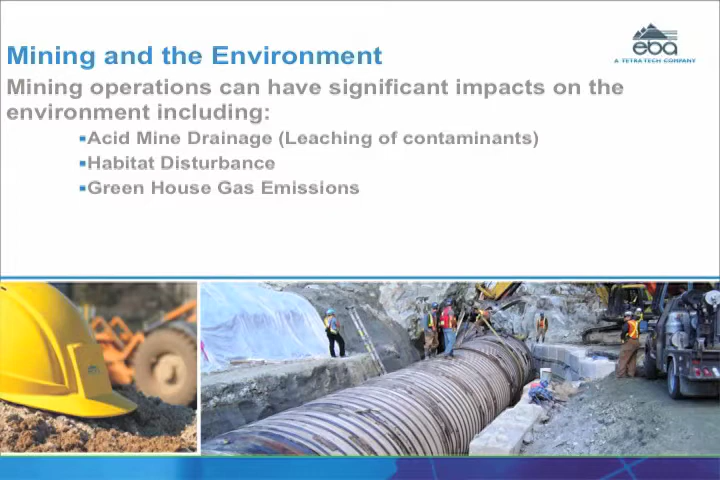 eba
A TETRA TECH COMPANY
Mining and the Environment
Mining operations can have significant impacts on the
environment including:
Acid Mine Drainage (Leaching of contaminants)
Habitat Disturbance
Green House Gas Emissions